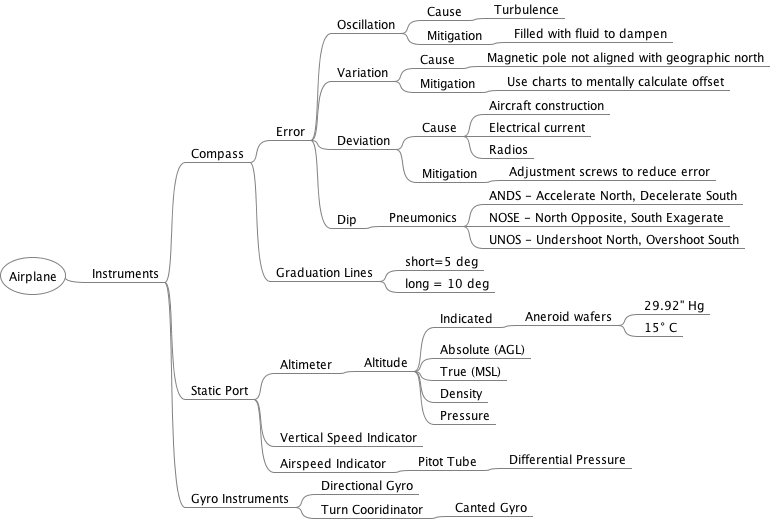 Airplane
Instruments
Compass
Error
Oscillation
Cause
Turbulence
Mitigation
Filled with fluid to dampen
Variation
Cause
Magnetic pole not aligned with geographic north
Mitigation
Use charts to mentally calculate offset
Deviation
Cause
Aircraft construction
Electrical current
Radios
Mitigation
Adjustment screws to reduce error
Dip
Pneumonics
ANDS - Accelerate North, Decelerate South
NOSE - North Opposite, South Exagerate
UNOS - Undershoot North, Overshoot South
Graduation Lines
short=5 deg
long = 10 deg
Static Port
Altimeter
Altitude
Indicated
Aneroid wafers
29.92" Hg
15° C
Absolute (AGL)
True (MSL)
Density
Pressure
Vertical Speed Indicator
Airspeed Indicator
Pitot Tube
Differential Pressure
Gyro Instruments
Directional Gyro
Turn Cooridinator
Canted Gyro